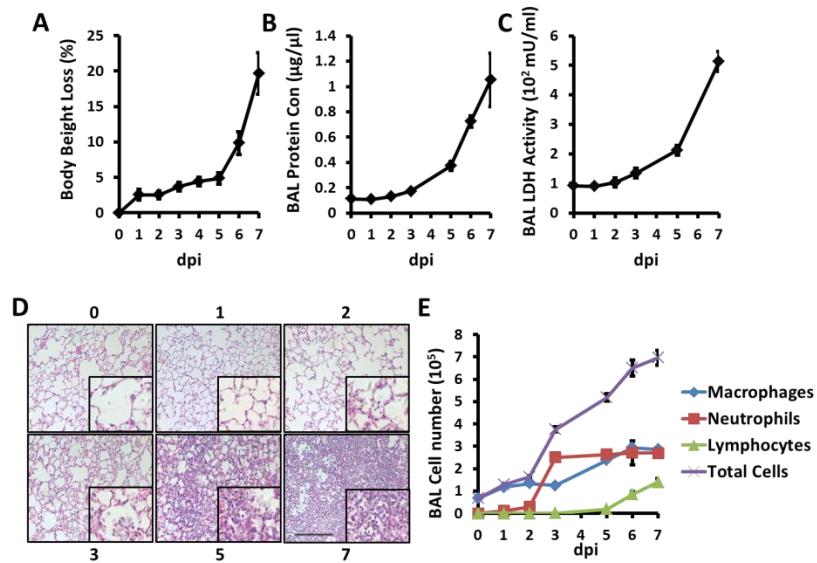 A
Body Beight Loss (%)
25
20
15
10
5
0
0 1 2 3 4 5 6 7
dpi
B
BAL Protein Con (µg/µl)
1.4
1.2
1
0.8
0.6
0.4
0.2
0
0 1 2 3 4 5 6 7
dpi
C
BAL LDH Activity (10² mU/ml)
6
5
4
3
2
1
0
0 1 2 3 4 5 6 7
dpi
D
0 1 2
3 5 7
E
BAL Cell number (10⁵)
8
7
6
5
4
3
2
1
0
0 1 2 3 4 5 6 7
dpi
Macrophages
Neutrophils
Lymphocytes
Total Cells